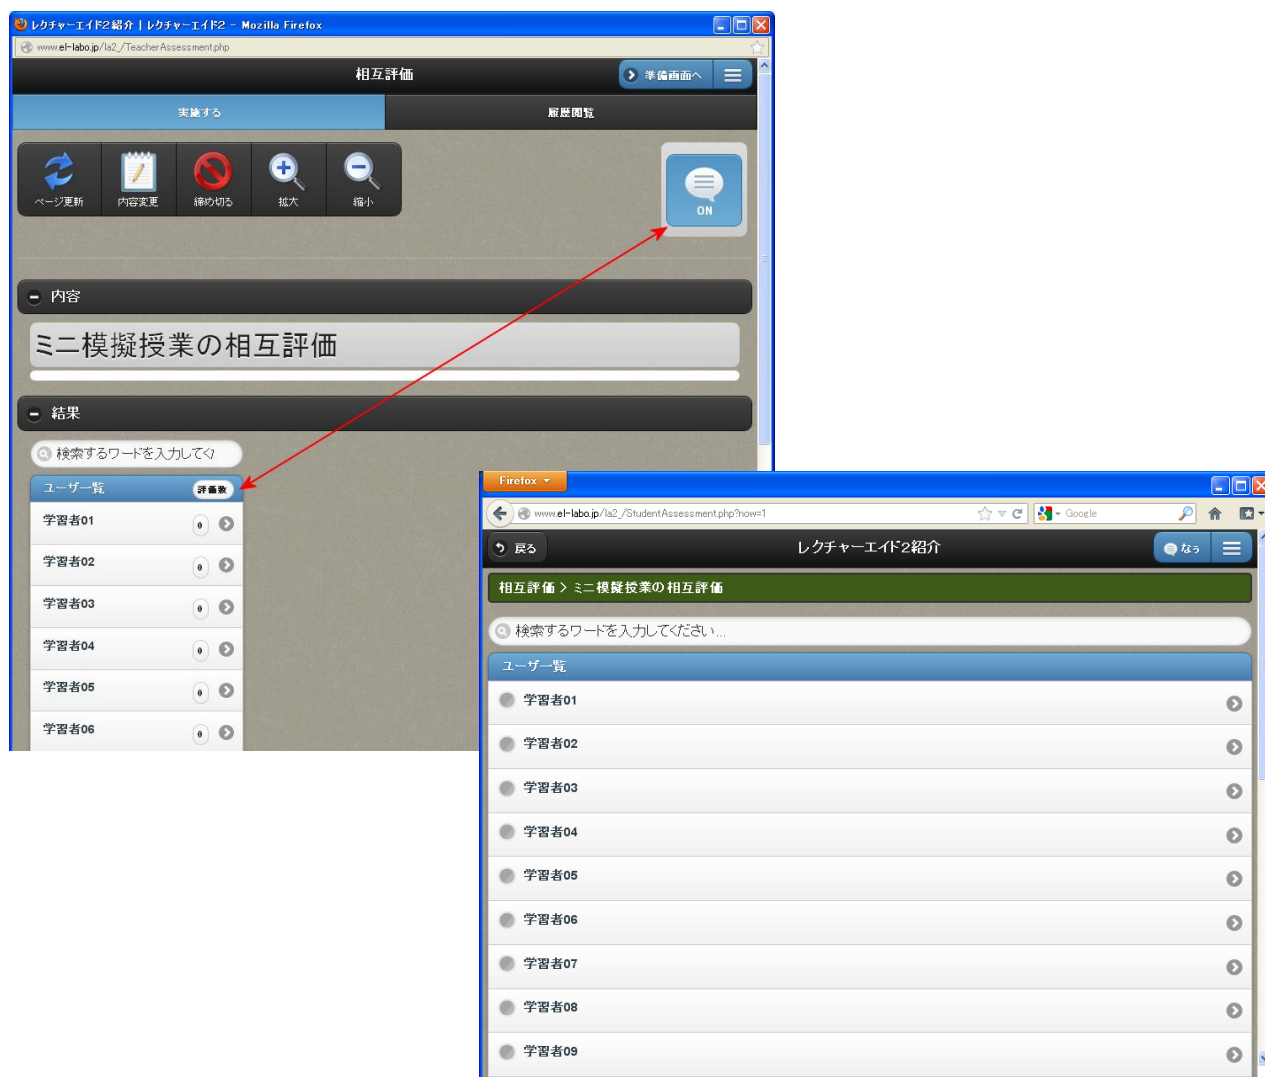 レクチャーエイド2紹介 | レクチャーエイド2 - Mozilla Firefox
www.el-labo.jp/la2_/TeacherAssessment.php
相互評価
準備画面へ
実施する
履歴閲覧
ページ更新
内容変更
締め切る
拡大
縮小
ON
内容
ミニ模擬授業の相互評価
結果
検索するワードを入力してく
ユーザ一覧 評価数
学習者01 0
学習者02 0
学習者03 0
学習者04 0
学習者05 0
学習者06 0
Firefox
www.el-labo.jp/la2_/StudentAssessment.php?now=1
Google
戻る
レクチャーエイド2紹介
なう
相互評価 > ミニ模擬授業の相互評価
検索するワードを入力してください...
ユーザ一覧
学習者01
学習者02
学習者03
学習者04
学習者05
学習者06
学習者07
学習者08
学習者09